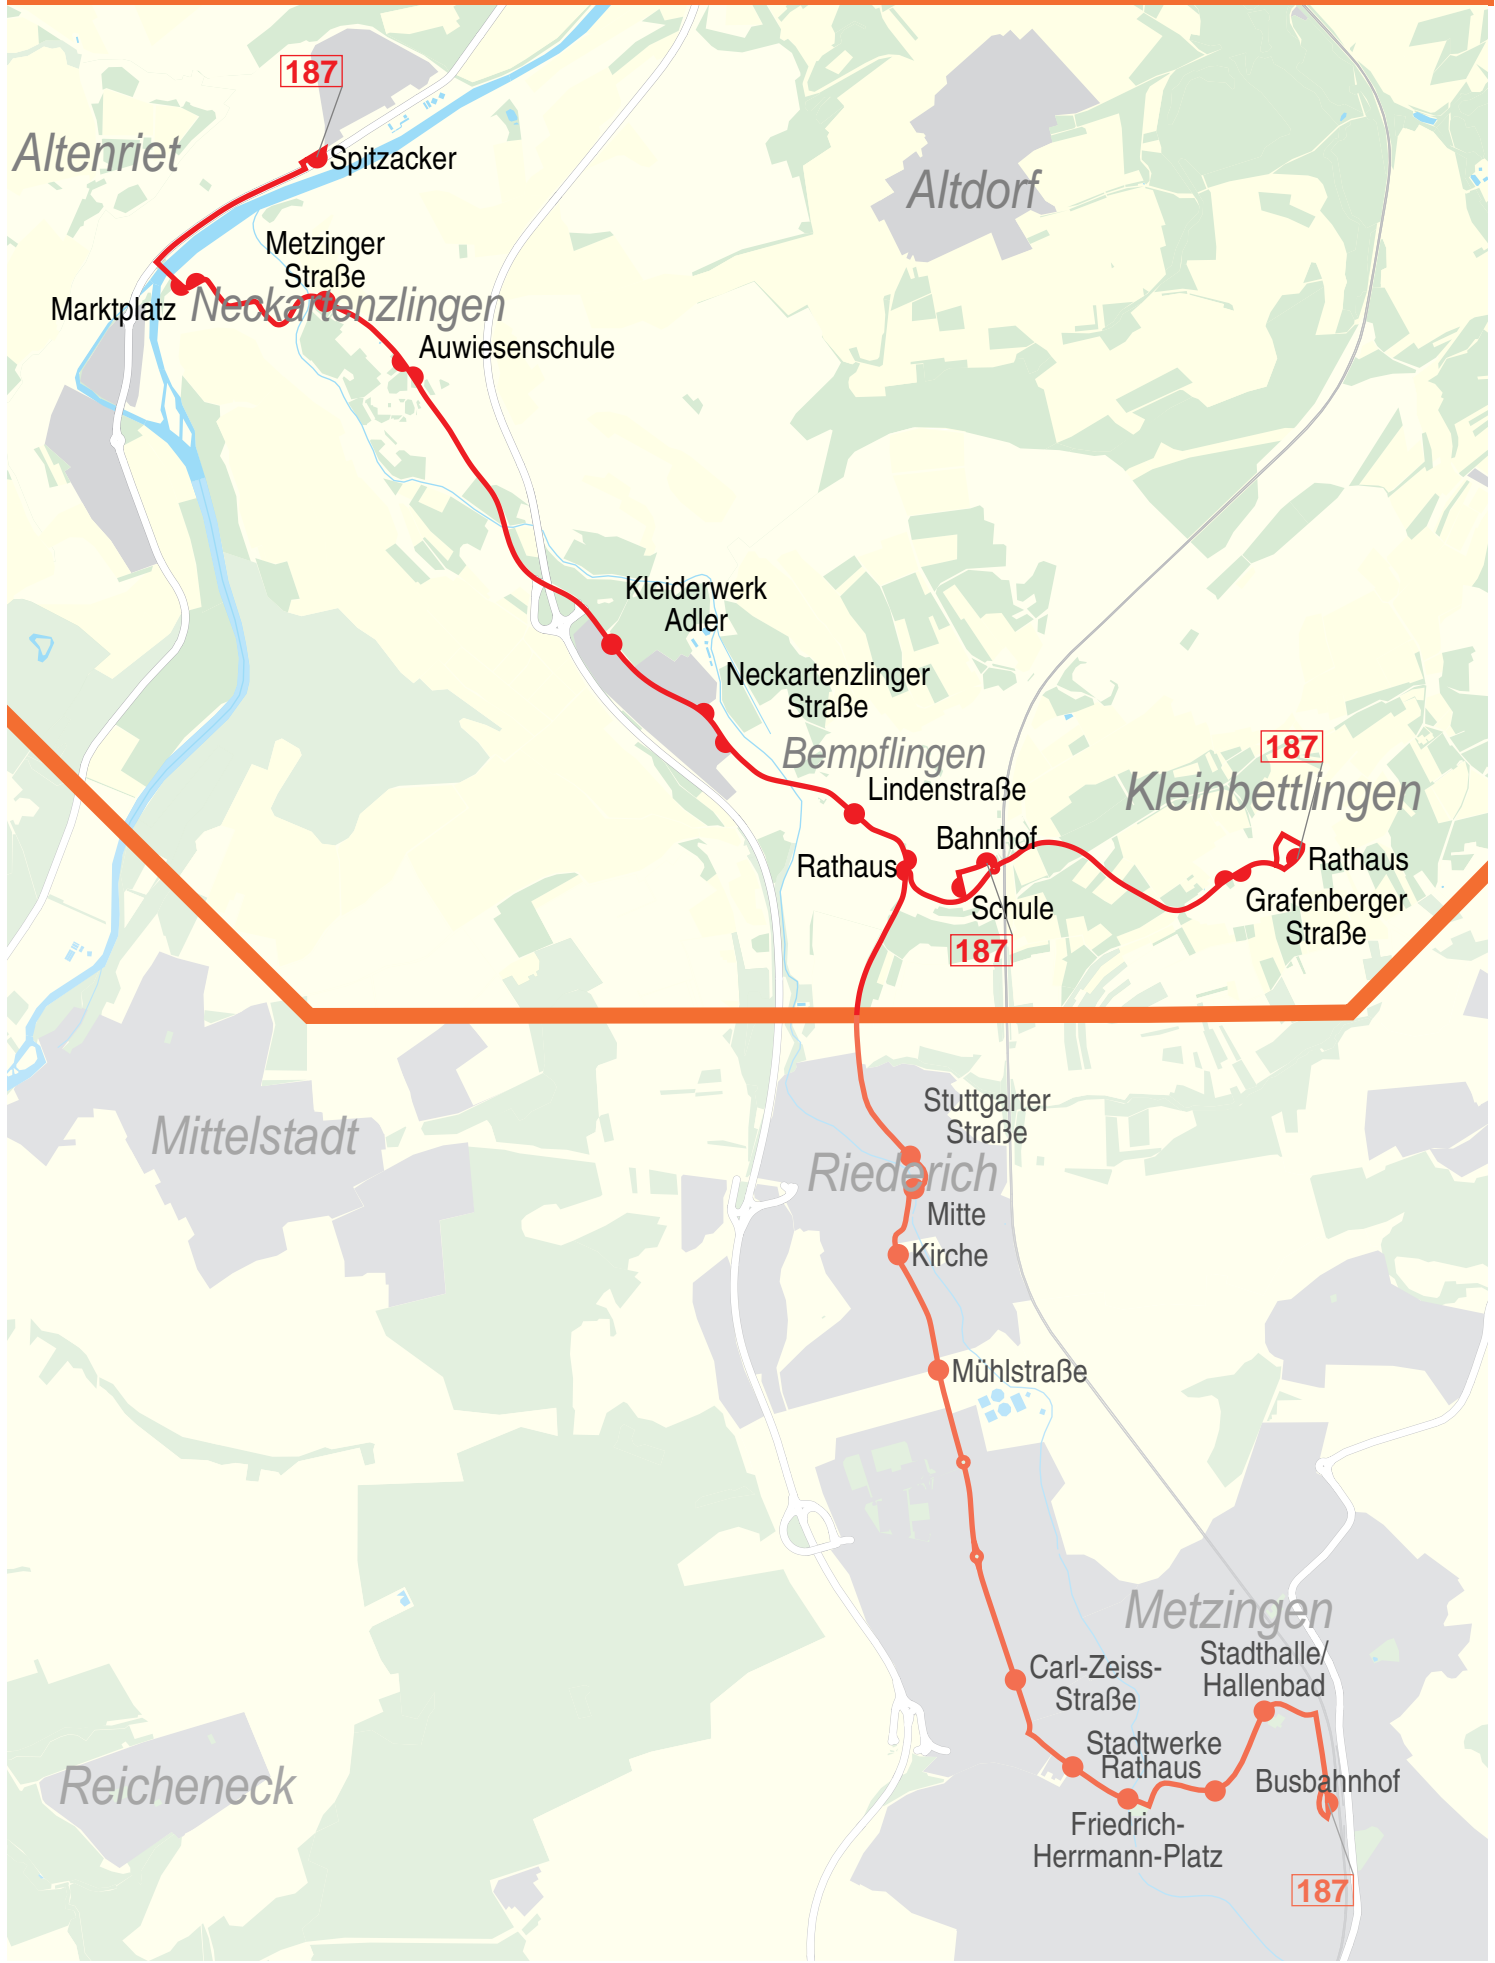 187
Altenriet
Spitzacker
Altdorf
Metzinger
Straße
Marktplatz
Neckartenzlingen
Auwiesenschule
Kleiderwerk
Adler
Neckartenzlinger
Straße
Bempflingen
187
Kleinbettlingen
Lindenstraße
Bahnhof
Rathaus
Rathaus
Schule
Grafenberger
Straße
187
Stuttgarter
Straße
Mittelstadt
Riederich
Mitte
Kirche
Mühlstraße
Metzingen
Stadthalle/
Hallenbad
Carl-Zeiss-
Straße
Stadtwerke
Rathaus
Reicheneck
Busbahnhof
Friedrich-
Herrmann-Platz
187